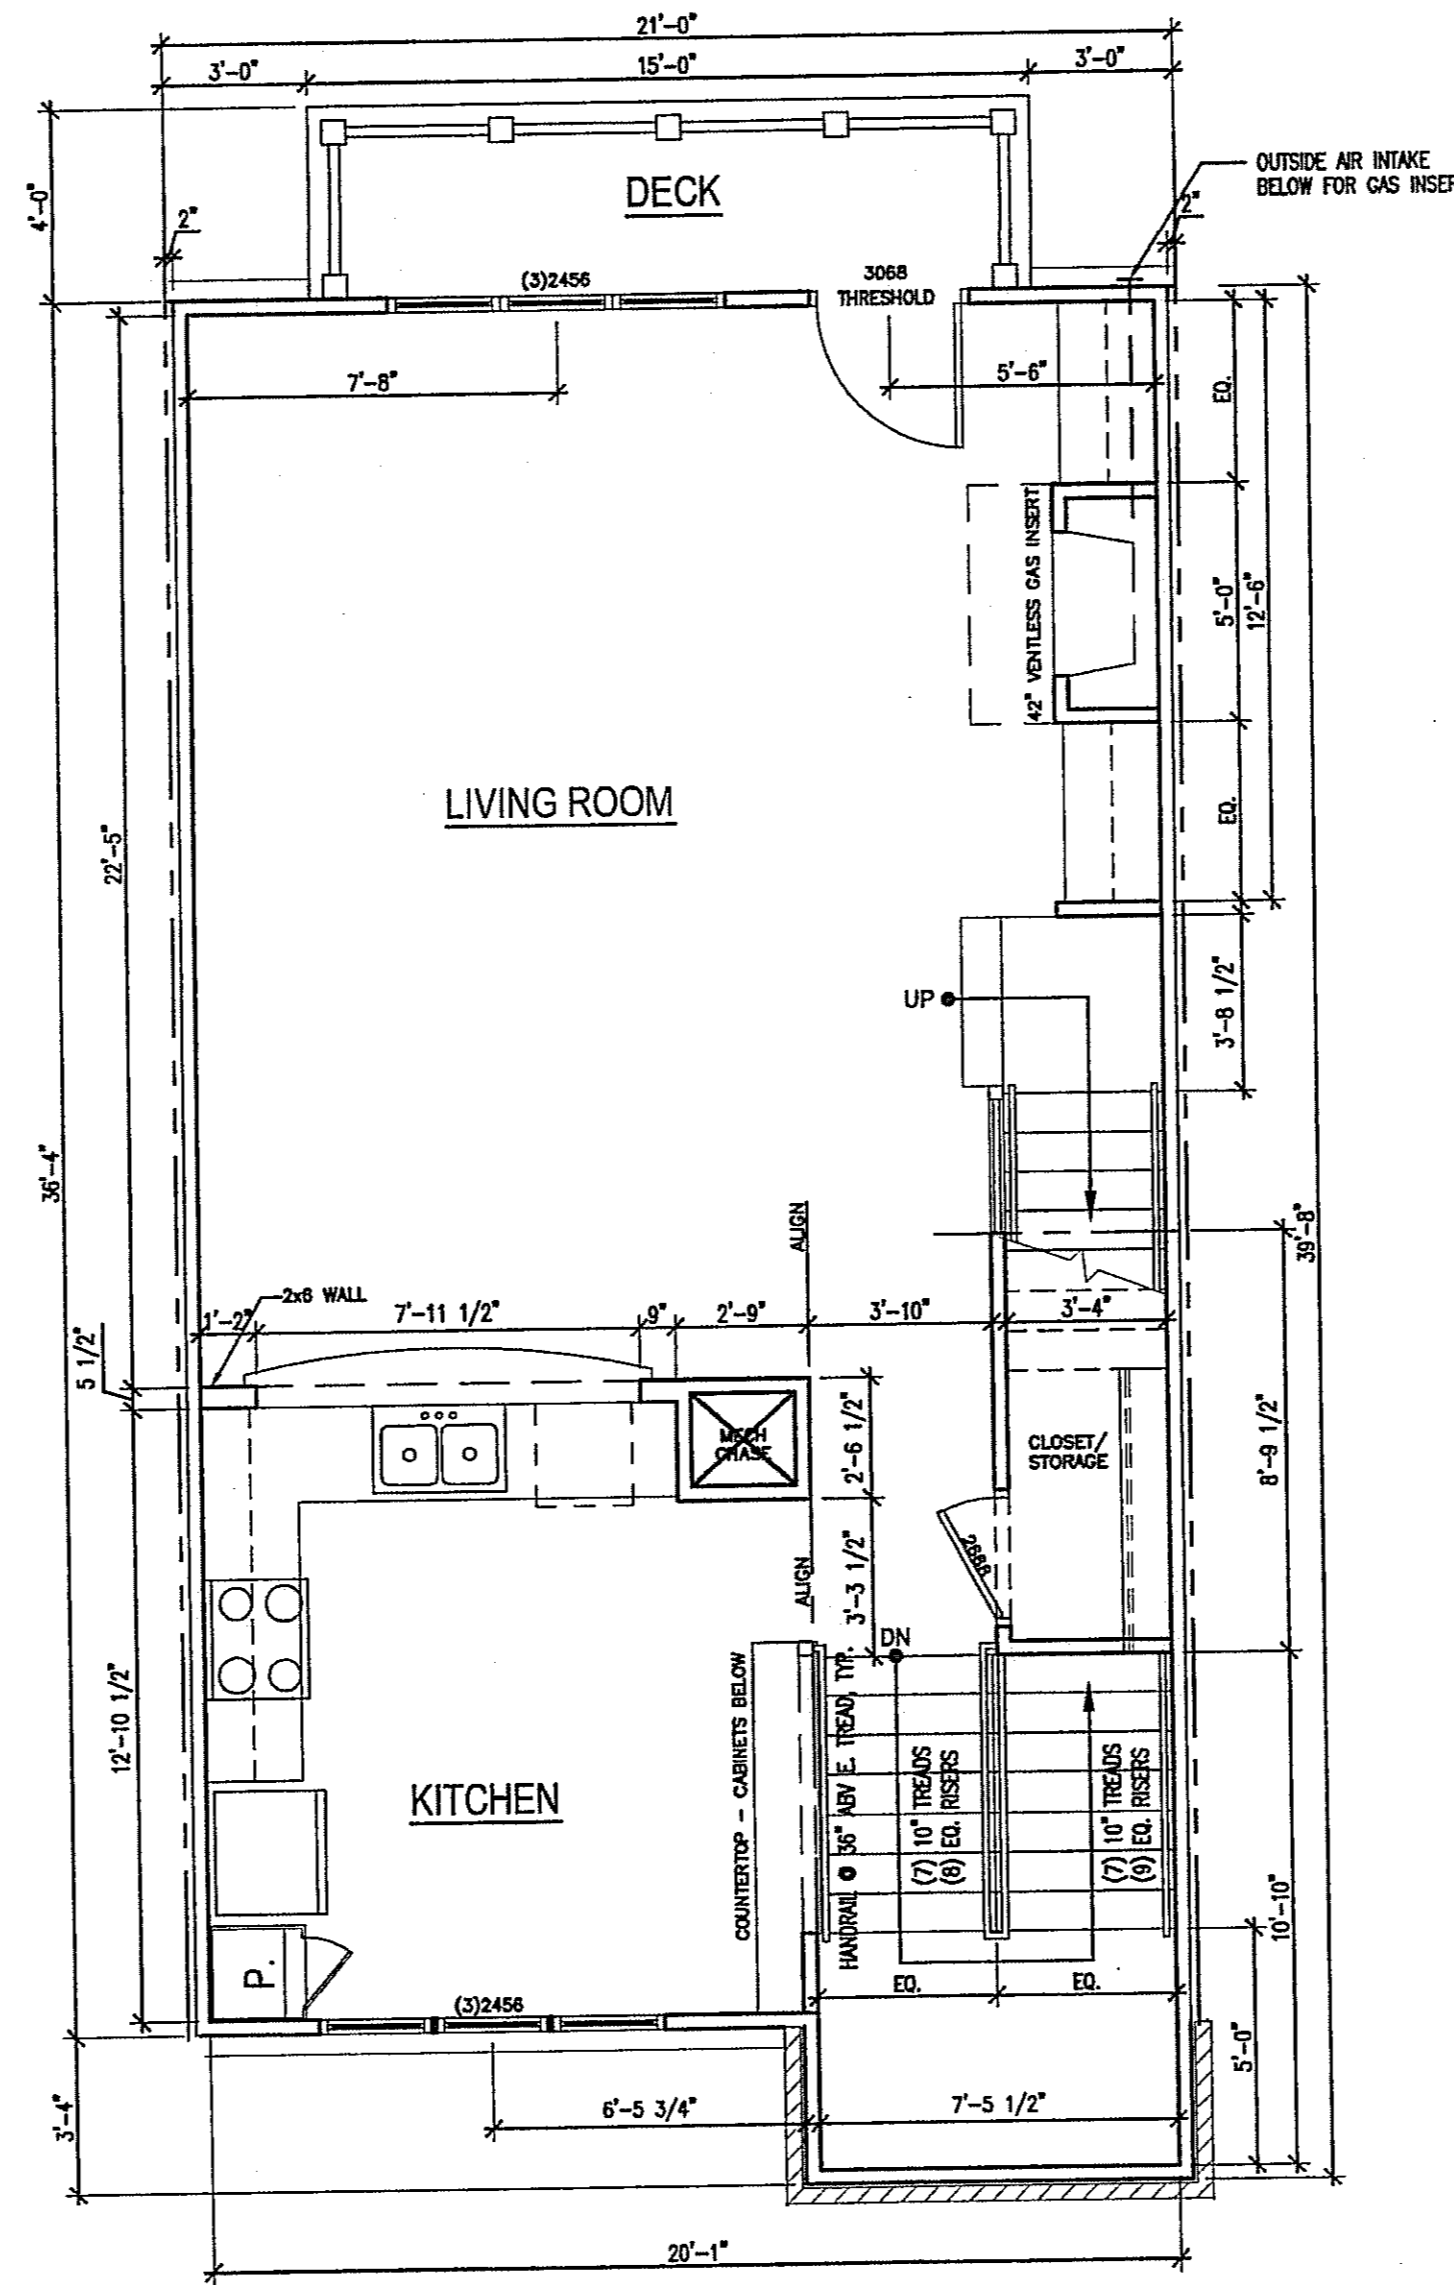 21'-0"
3'-0"
15'-0"
3'-0"
4'-0"
OUTSIDE AIR INTAKE
BELOW FOR GAS INSER
DECK
2"
2"
(3)2456
3068
THRESHOLD
7'-8"
5'-6"
EQ.
42" VENTLESS GAS INSERT
5'-0"
12'-6"
LIVING ROOM
22'-5"
EQ.
UP
3'-8 1/2"
36'-4"
39'-8"
ALIGN
2x6 WALL
1'-2"
7'-11 1/2"
9"
2'-9"
3'-10"
3'-4"
5 1/2"
MECH
CHASE
2'-6 1/2"
CLOSET/
STORAGE
8'-9 1/2"
ALIGN
3'-3 1/2"
2668
DN
12'-10 1/2"
KITCHEN
COUNTERTOP - CABINETS BELOW
HANDRAIL @ 36" ABV E. TREAD, TYP.
(7) 10" TREADS
(8) EQ. RISERS
(7) 10" TREADS
(9) EQ. RISERS
10'-10"
P.
EQ.
EQ.
(3)2456
5'-0"
3'-4"
6'-5 3/4"
7'-5 1/2"
20'-1"